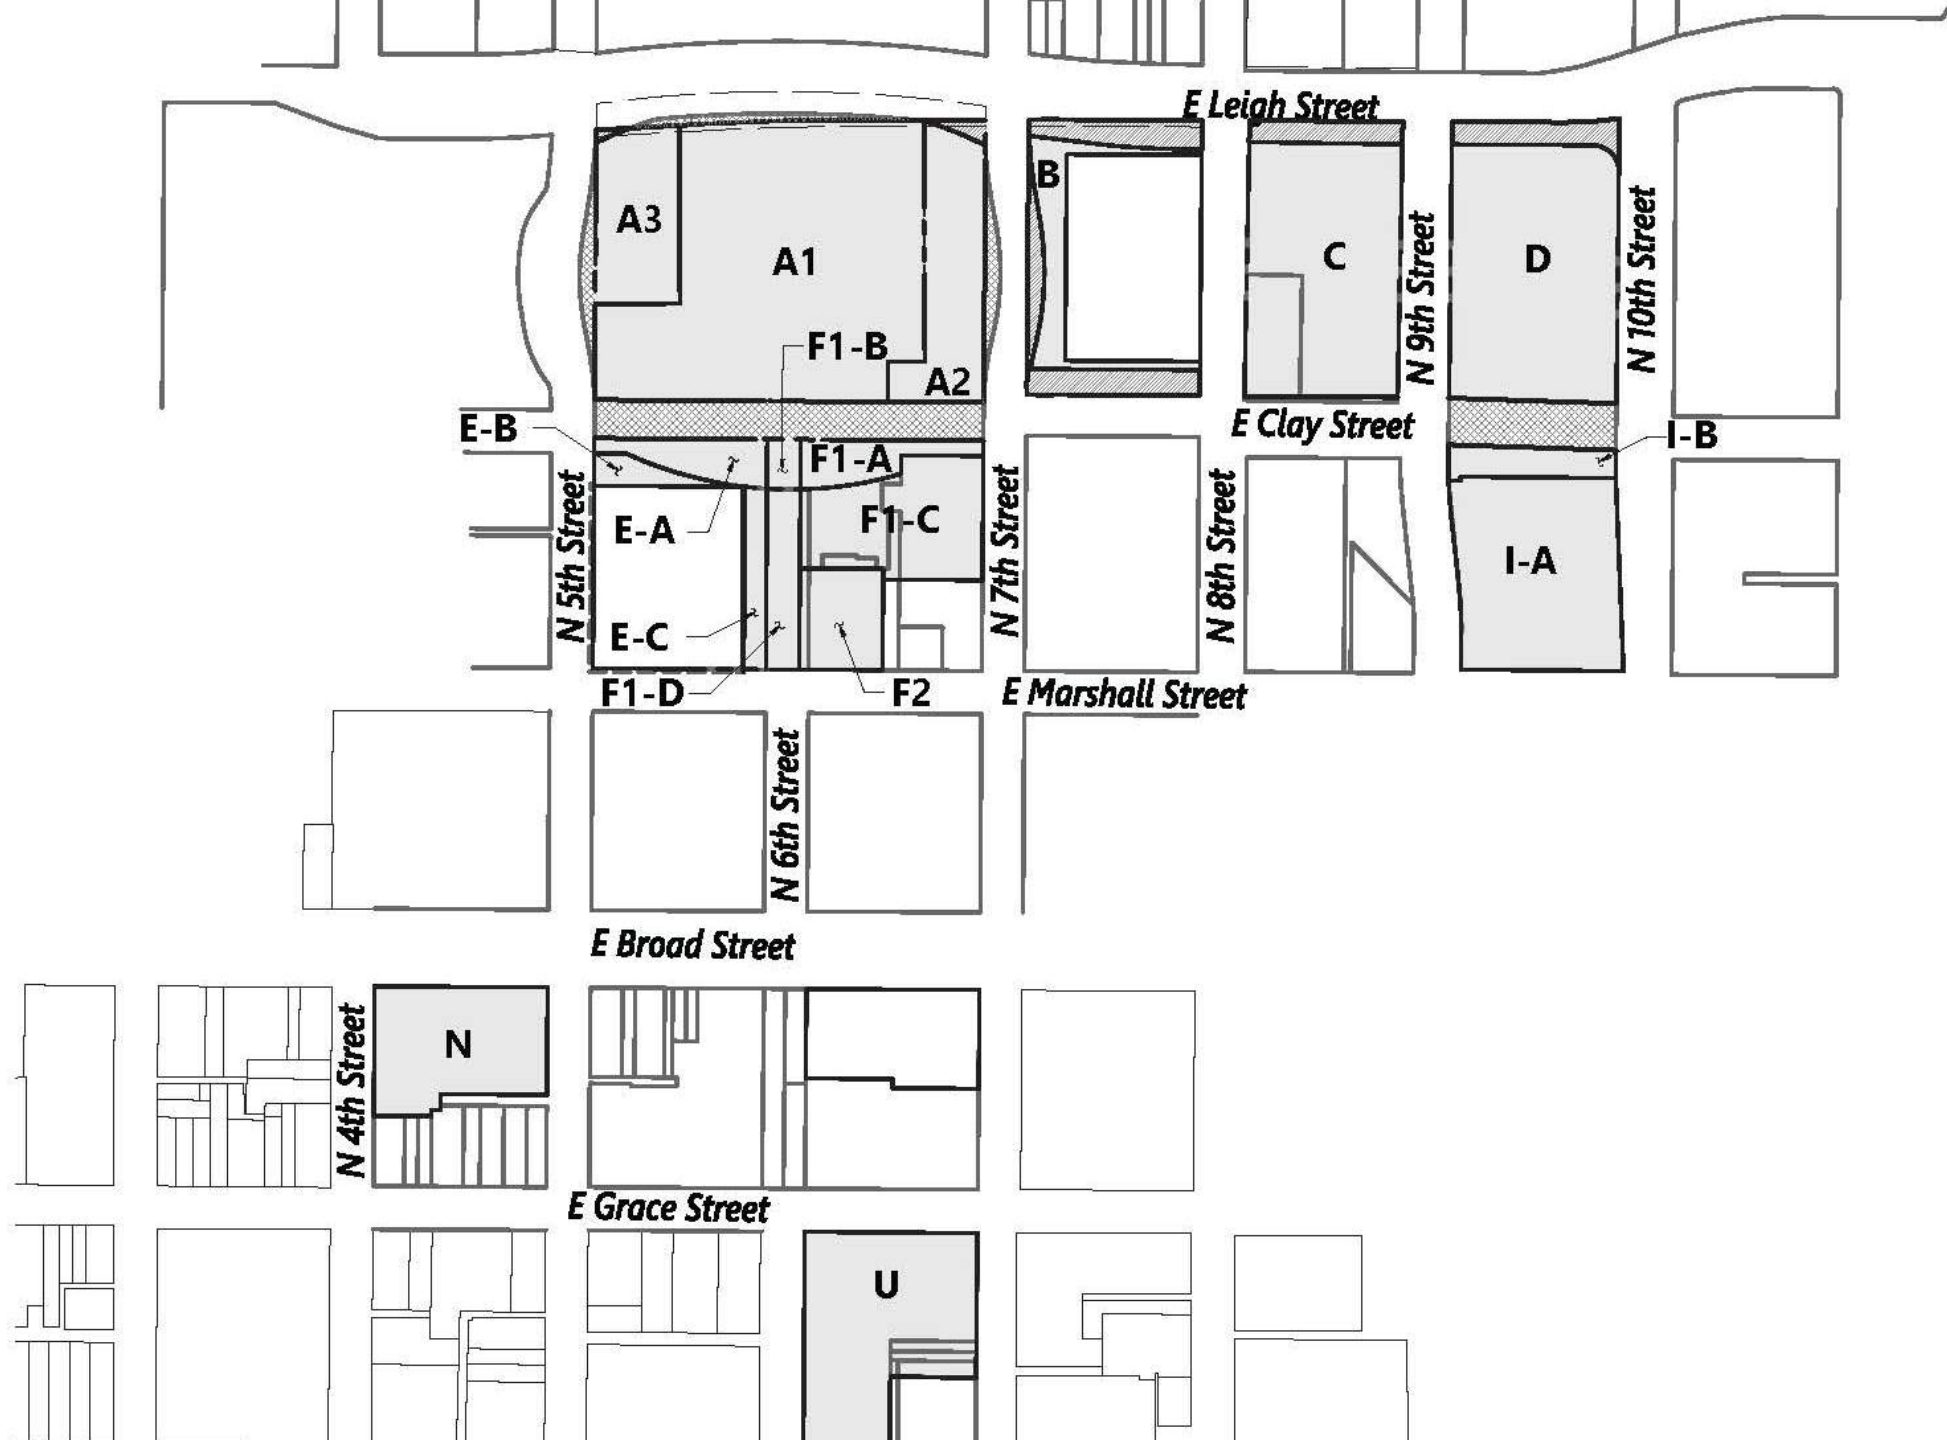 E Leigh Street
B
A3
C
D
A1
N 9th Street
N 10th Street
F1-B
A2
E-B
E Clay Street
I-B
F1-A
F1-C
E-A
N 5th Street
N 7th Street
N 8th Street
I-A
E-C
F1-D
F2
E Marshall Street
N 6th Street
E Broad Street
N
N 4th Street
E Grace Street
U